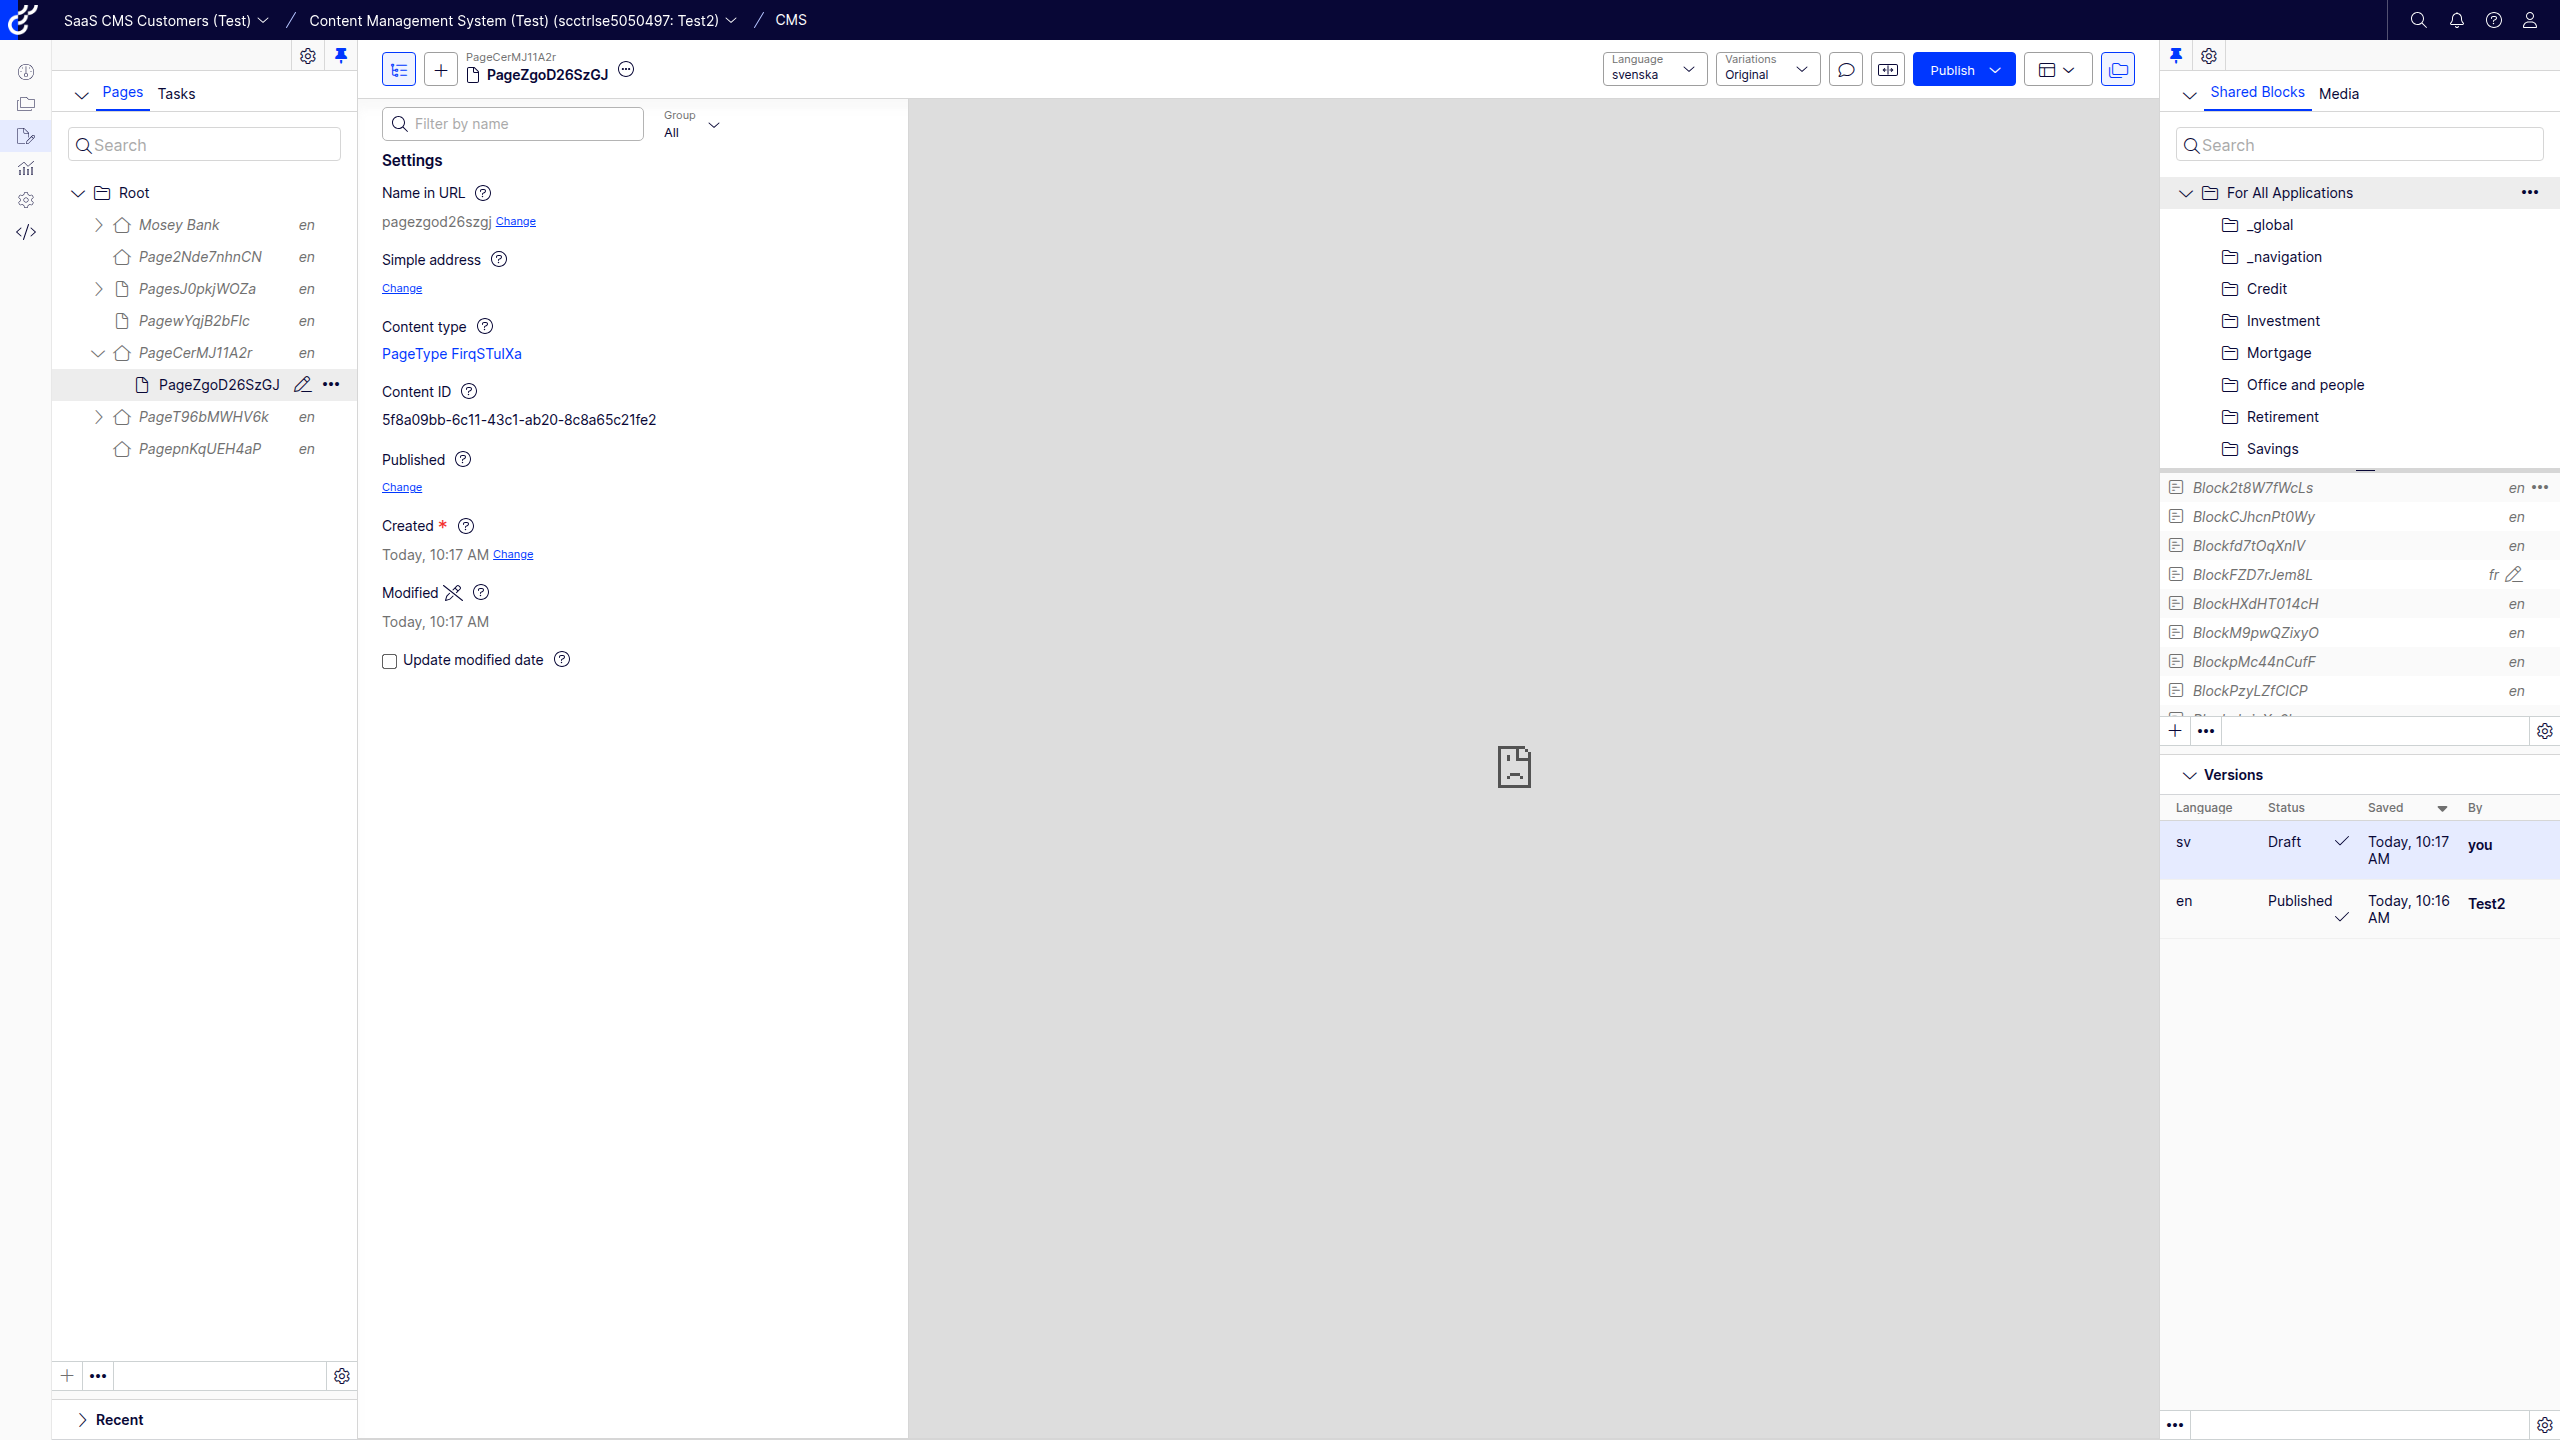 SaaS CMS Customers (Test) / Content Management System (Test) (scctrlse5050497: Test2) / CMS
Pages Tasks
Search
Root
Mosey Bank en
Page2Nde7nhnCN en
PagesJ0pkjWOZa en
PagewYqjB2bFIc en
PageCerMJ11A2r en
PageZgoD26SzGJ
PageT96bMWHV6k en
PagepnKqUEH4aP en
Recent
PageCerMJ11A2r
PageZgoD26SzGJ
Language
svenska
Variations
Original
Publish
Filter by name
Group
All
Settings
Name in URL
pagezgod26szgj Change
Simple address
Change
Content type
PageType FirqSTuIXa
Content ID
5f8a09bb-6c11-43c1-ab20-8c8a65c21fe2
Published
Change
Created *
Today, 10:17 AM Change
Modified
Today, 10:17 AM
Update modified date
Shared Blocks Media
Search
For All Applications
_global
_navigation
Credit
Investment
Mortgage
Office and people
Retirement
Savings
Block2t8W7fWcLs en
BlockCJhcnPt0Wy en
Blockfd7tOqXnIV en
BlockFZD7rJem8L fr
BlockHXdHT014cH en
BlockM9pwQZixyO en
BlockpMc44nCufF en
BlockPzyLZfCICP en
Versions
Language Status Saved By
sv Draft Today, 10:17 AM you
en Published Today, 10:16 AM Test2